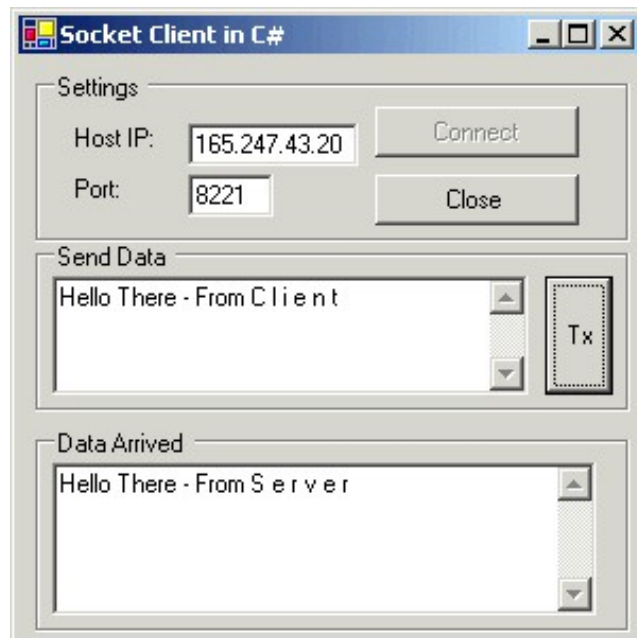 Socket Client in C#
Settings
Host IP: 165.247.43.20 Connect
Port: 8221 Close
Send Data
Hello There - From C l i e n t
Tx
Data Arrived
Hello There - From S e r v e r